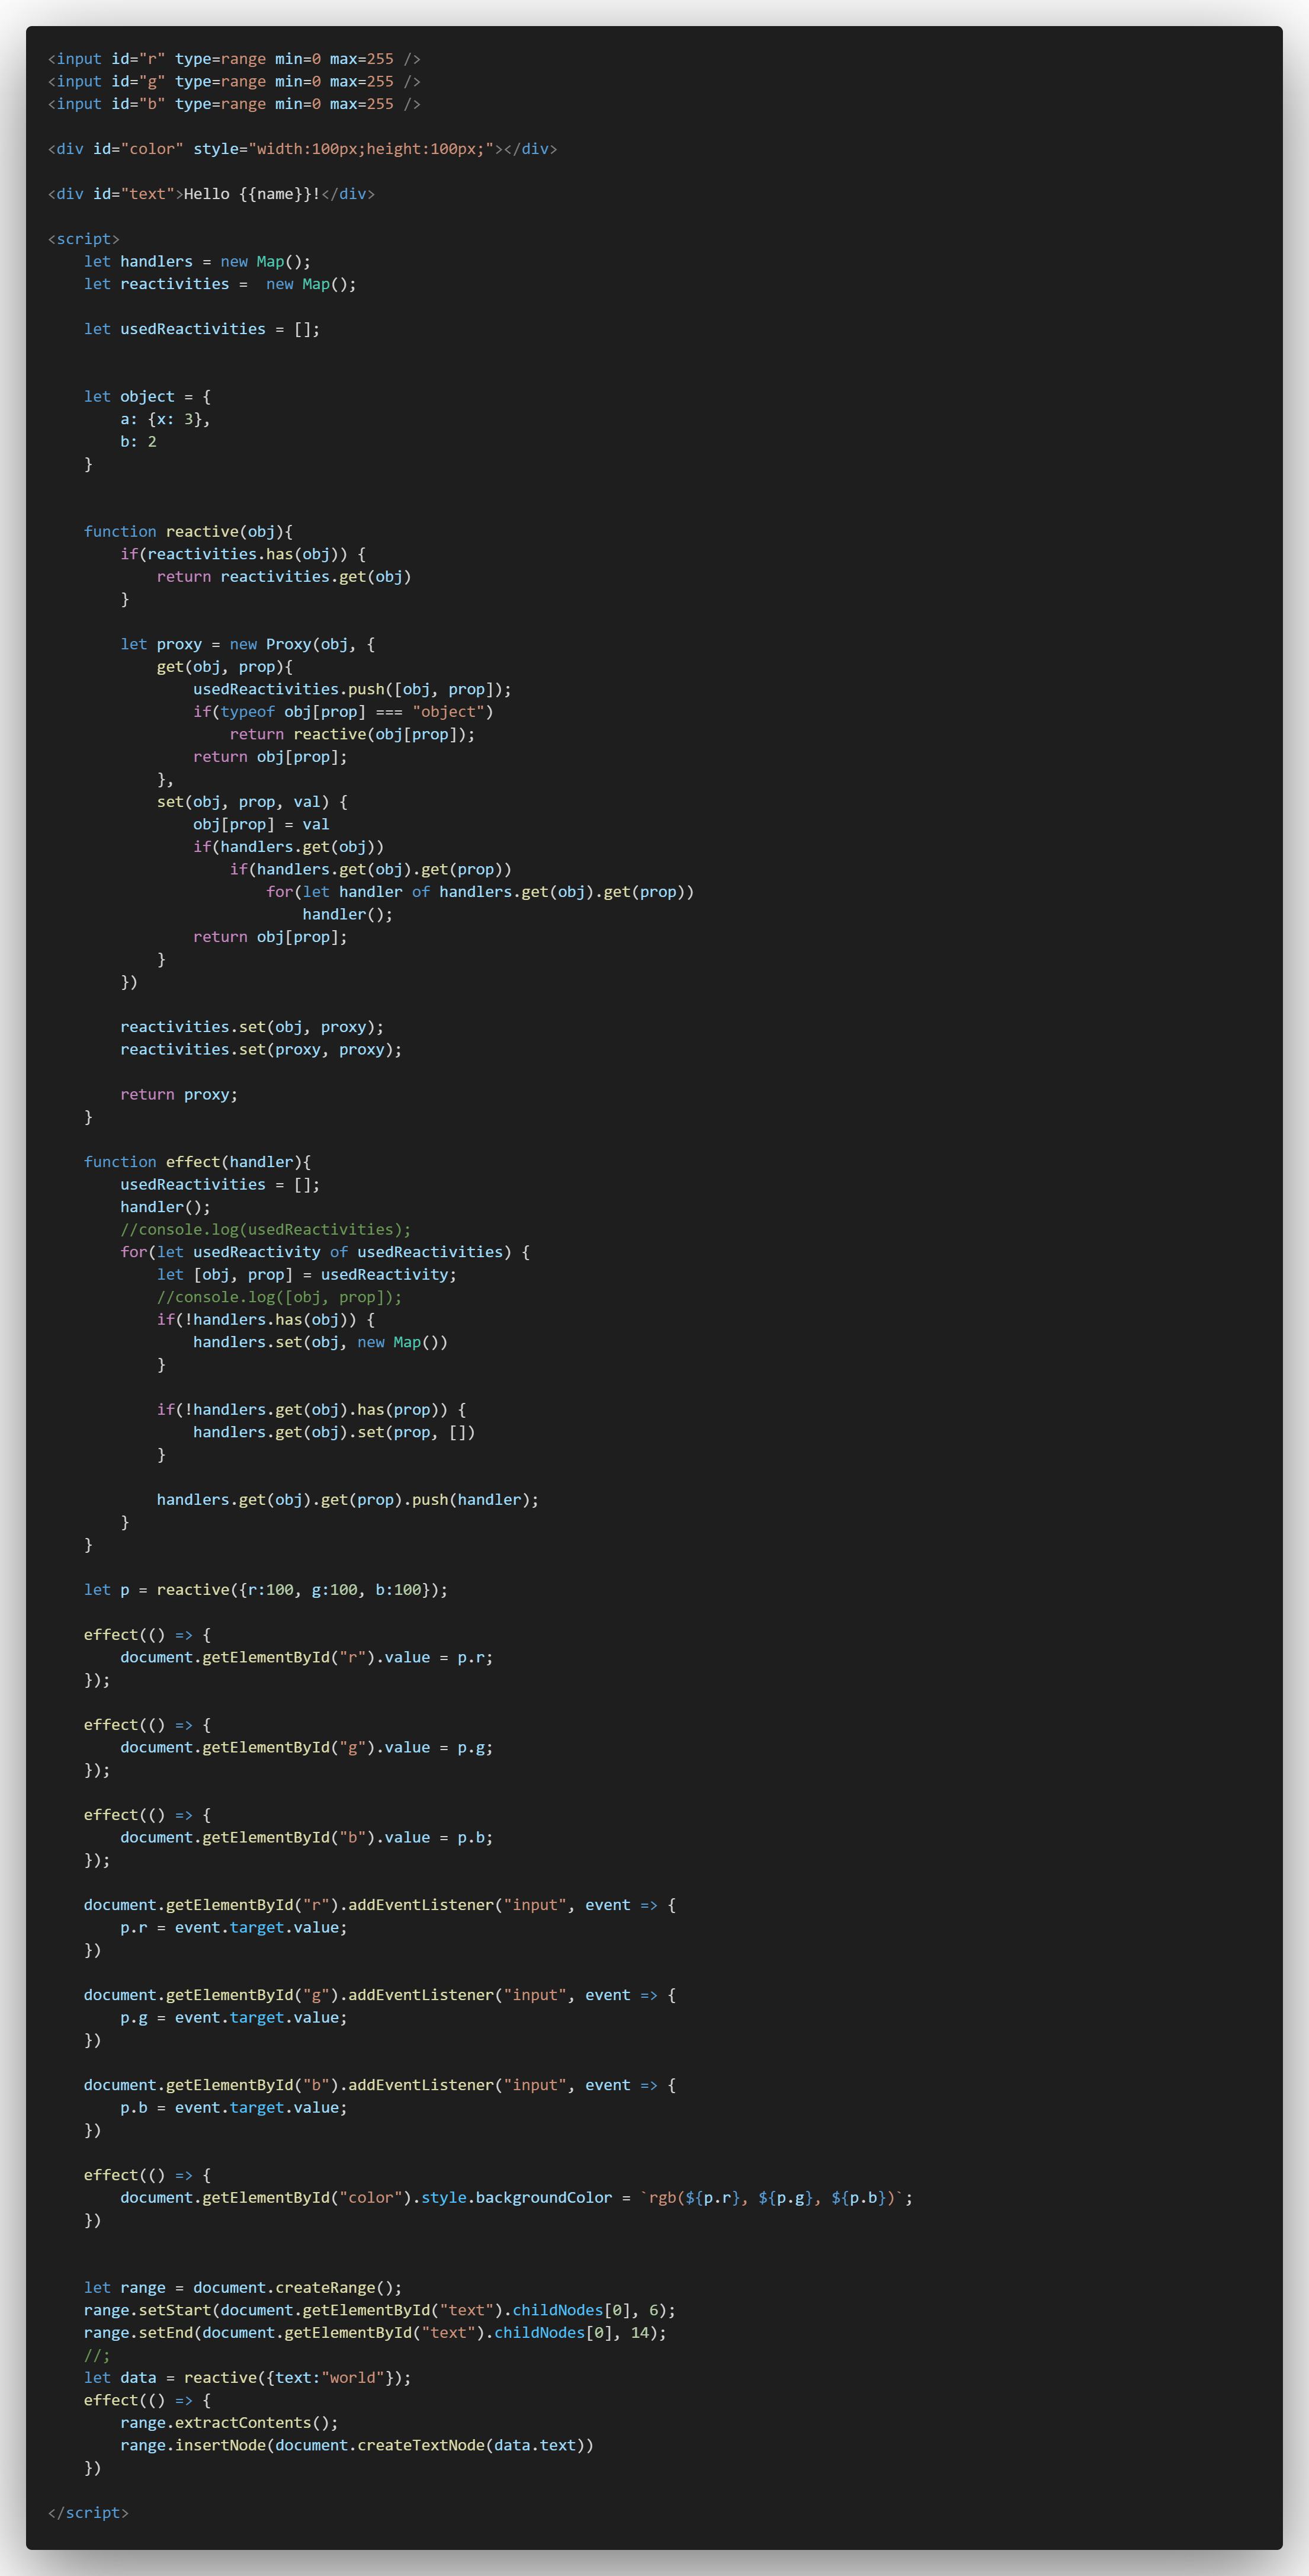 <input id="r" type=range min=0 max=255 />
<input id="g" type=range min=0 max=255 />
<input id="b" type=range min=0 max=255 />

<div id="color" style="width:100px;height:100px;"></div>

<div id="text">Hello {{name}}!</div>

<script>
    let handlers = new Map();
    let reactivities =  new Map();

    let usedReactivities = [];


    let object = {
        a: {x: 3},
        b: 2
    }


    function reactive(obj){
        if(reactivities.has(obj)) {
            return reactivities.get(obj)
        }

        let proxy = new Proxy(obj, {
            get(obj, prop){
                usedReactivities.push([obj, prop]);
                if(typeof obj[prop] === "object")
                    return reactive(obj[prop]);
                return obj[prop];
            },
            set(obj, prop, val) {
                obj[prop] = val
                if(handlers.get(obj))
                    if(handlers.get(obj).get(prop))
                        for(let handler of handlers.get(obj).get(prop))
                            handler();
                return obj[prop];
            }
        })

        reactivities.set(obj, proxy);
        reactivities.set(proxy, proxy);

        return proxy;
    }

    function effect(handler){
        usedReactivities = [];
        handler();
        //console.log(usedReactivities);
        for(let usedReactivity of usedReactivities) {
            let [obj, prop] = usedReactivity;
            //console.log([obj, prop]);
            if(!handlers.has(obj)) {
                handlers.set(obj, new Map())
            }

            if(!handlers.get(obj).has(prop)) {
                handlers.get(obj).set(prop, [])
            }

            handlers.get(obj).get(prop).push(handler);
        }
    }

    let p = reactive({r:100, g:100, b:100});

    effect(() => {
        document.getElementById("r").value = p.r;
    });

    effect(() => {
        document.getElementById("g").value = p.g;
    });

    effect(() => {
        document.getElementById("b").value = p.b;
    });

    document.getElementById("r").addEventListener("input", event => {
        p.r = event.target.value;
    })

    document.getElementById("g").addEventListener("input", event => {
        p.g = event.target.value;
    })

    document.getElementById("b").addEventListener("input", event => {
        p.b = event.target.value;
    })

    effect(() => {
        document.getElementById("color").style.backgroundColor = `rgb(${p.r}, ${p.g}, ${p.b})`;
    })


    let range = document.createRange();
    range.setStart(document.getElementById("text").childNodes[0], 6);
    range.setEnd(document.getElementById("text").childNodes[0], 14);
    //;
    let data = reactive({text:"world"});
    effect(() => {
        range.extractContents();
        range.insertNode(document.createTextNode(data.text))
    })

</script>